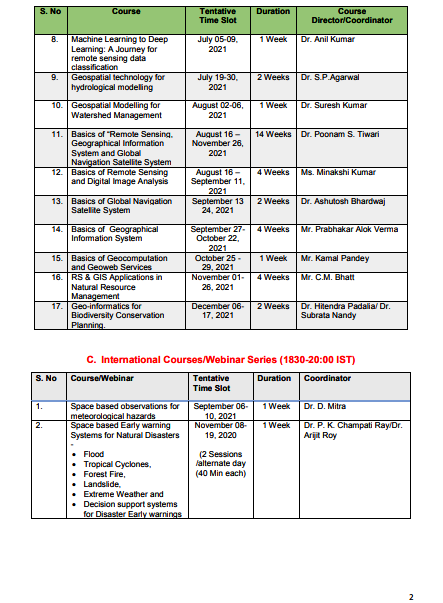 S. No Course Tentative Time Slot Duration Course Director/Coordinator
8. Machine Learning to Deep Learning: A Journey for remote sensing data classification July 05-09, 2021 1 Week Dr. Anil Kumar
9. Geospatial technology for hydrological modelling July 19-30, 2021 2 Weeks Dr. S.P.Agarwal
10. Geospatial Modelling for Watershed Management August 02-06, 2021 1 Week Dr. Suresh Kumar
11. Basics of "Remote Sensing, Geographical Information System and Global Navigation Satellite System August 16 – November 26, 2021 14 Weeks Dr. Poonam S. Tiwari
12. Basics of Remote Sensing and Digital Image Analysis August 16 – September 11, 2021 4 Weeks Ms. Minakshi Kumar
13. Basics of Global Navigation Satellite System September 13 24, 2021 2 Weeks Dr. Ashutosh Bhardwaj
14. Basics of Geographical Information System September 27- October 22, 2021 4 Weeks Mr. Prabhakar Alok Verma
15. Basics of Geocomputation and Geoweb Services October 25 - 29, 2021 1 Week Mr. Kamal Pandey
16. RS & GIS Applications in Natural Resource Management November 01- 26, 2021 4 Weeks Mr. C.M. Bhatt
17. Geo-informatics for Biodiversity Conservation Planning. December 06- 17, 2021 2 Weeks Dr. Hitendra Padalia/ Dr. Subrata Nandy
C. International Courses/Webinar Series (1830-20:00 IST)
S. No Course/Webinar Tentative Time Slot Duration Coordinator
1. Space based observations for meteorological hazards September 06- 10, 2021 1 Week Dr. D. Mitra
2. Space based Early warning Systems for Natural Disasters - November 08- 19, 2020 1 Week Dr. P. K. Champati Ray/Dr. Arijit Roy
• Flood
• Tropical Cyclones,
• Forest Fire,
• Landslide,
• Extreme Weather and
• Decision support systems for Disaster Early warnings
(2 Sessions /alternate day (40 Min each)
2